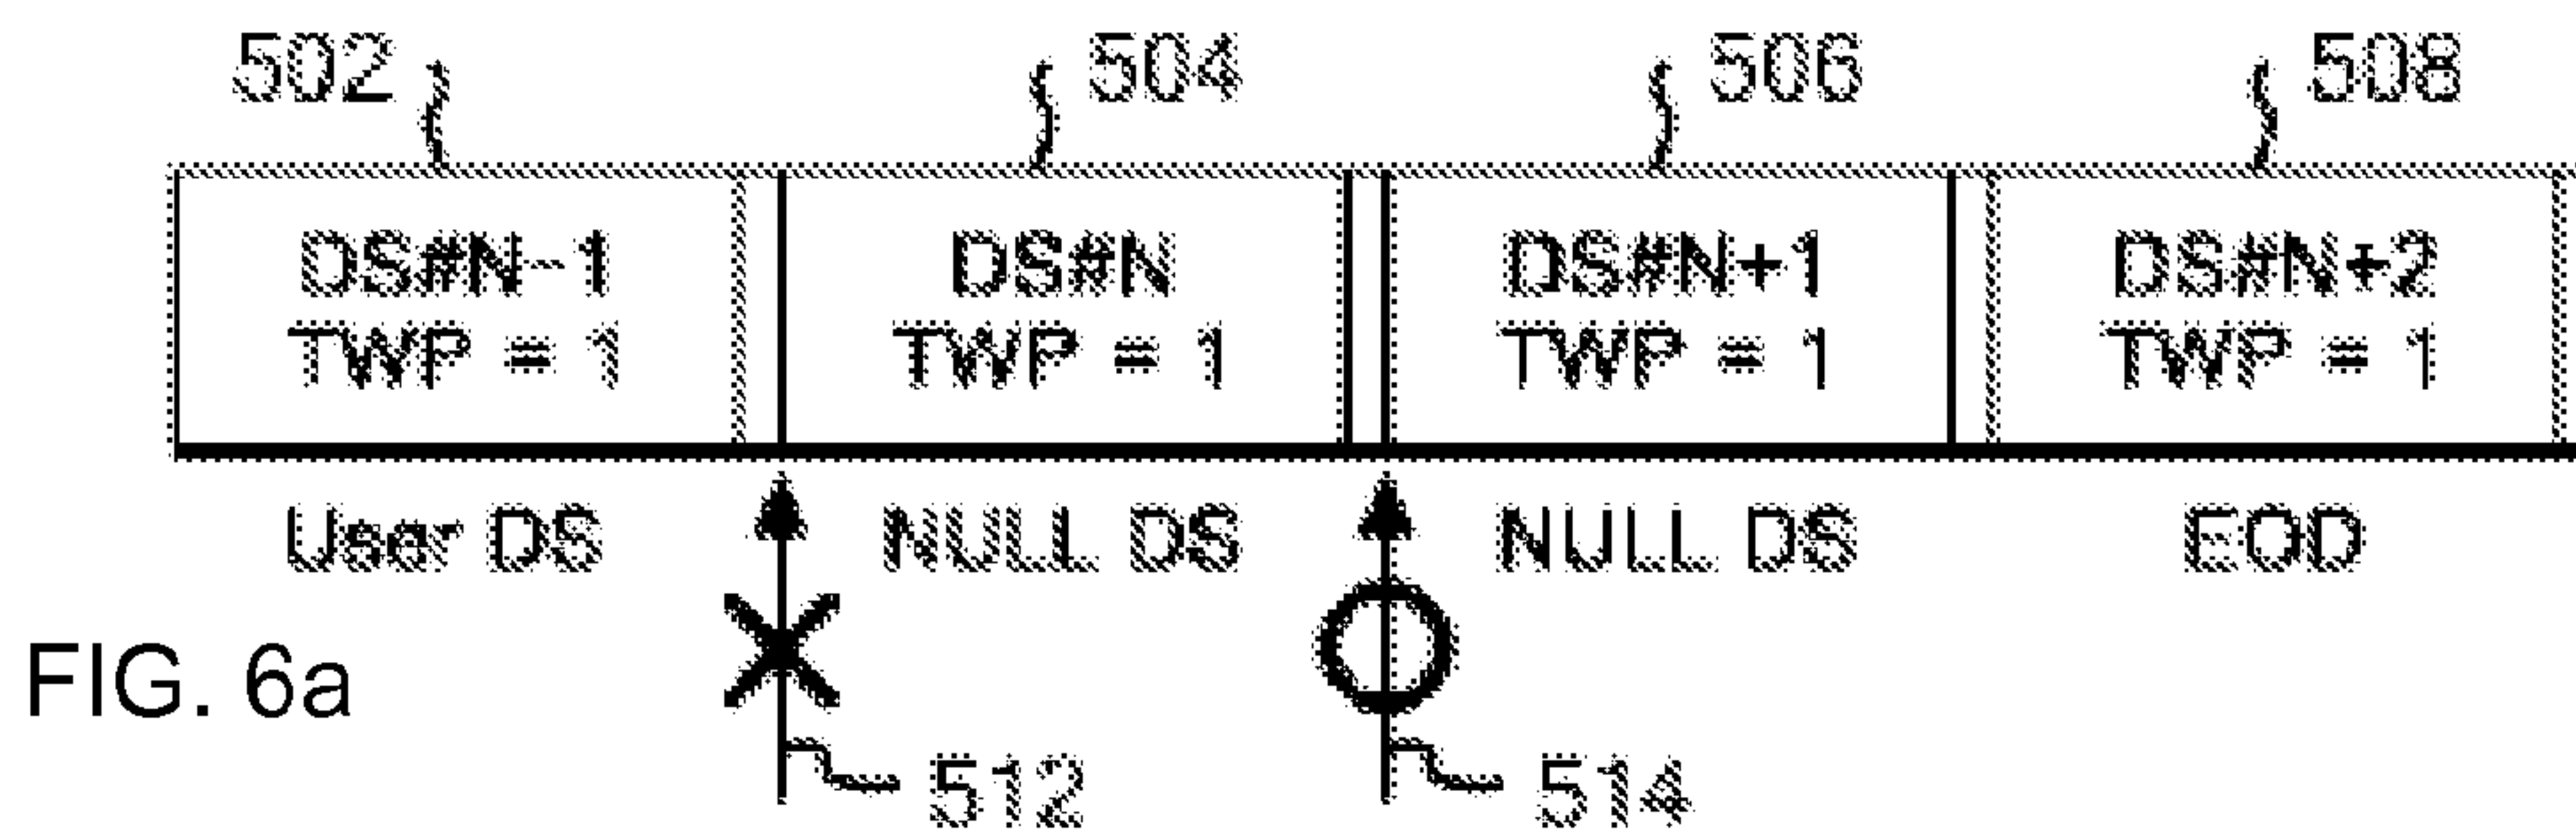 502 504 506 508
DS#N-1 DS#N DS#N+1 DS#N+2
TWP = 1 TWP = 1 TWP = 1 TWP = 1
User DS NULL DS NULL DS EOD
FIG. 6a
512 514